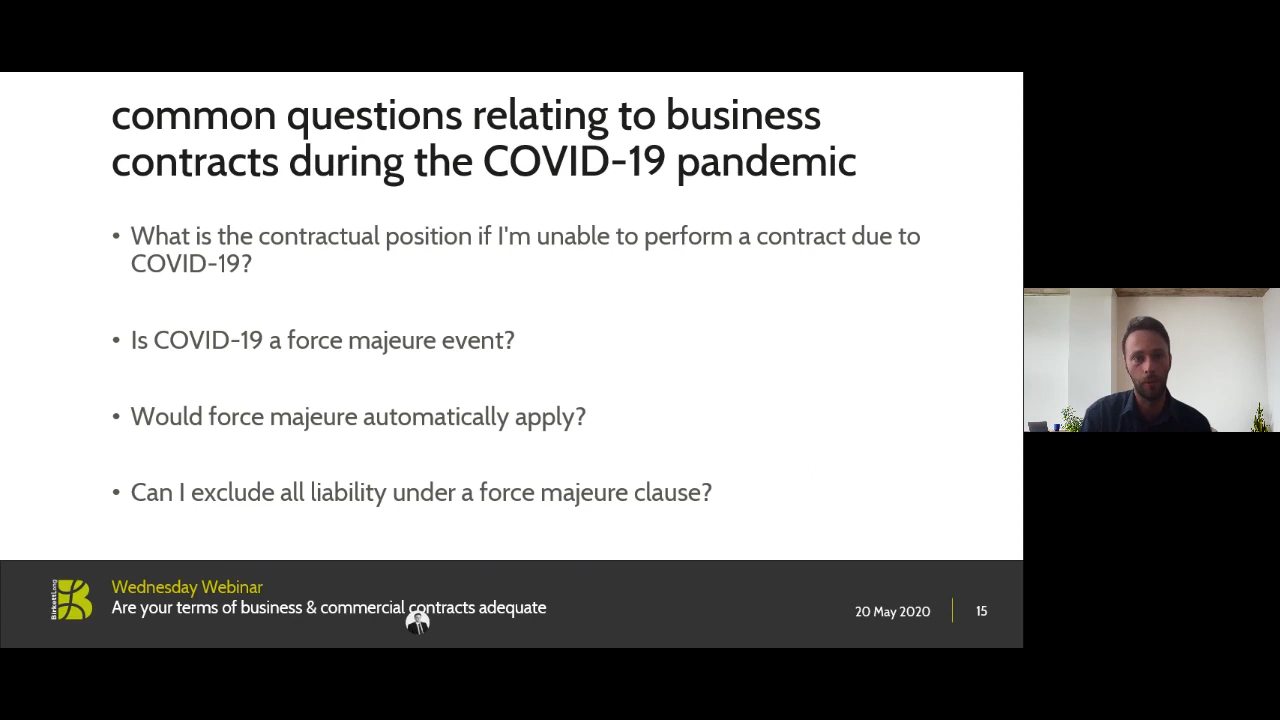 common questions relating to business
contracts during the COVID-19 pandemic
• What is the contractual position if I'm unable to perform a contract due to
COVID-19?
• Is COVID-19 a force majeure event?
• Would force majeure automatically apply?
• Can I exclude all liability under a force majeure clause?
BirkettLong
Wednesday Webinar
Are your terms of business & commercial contracts adequate
20 May 2020
15